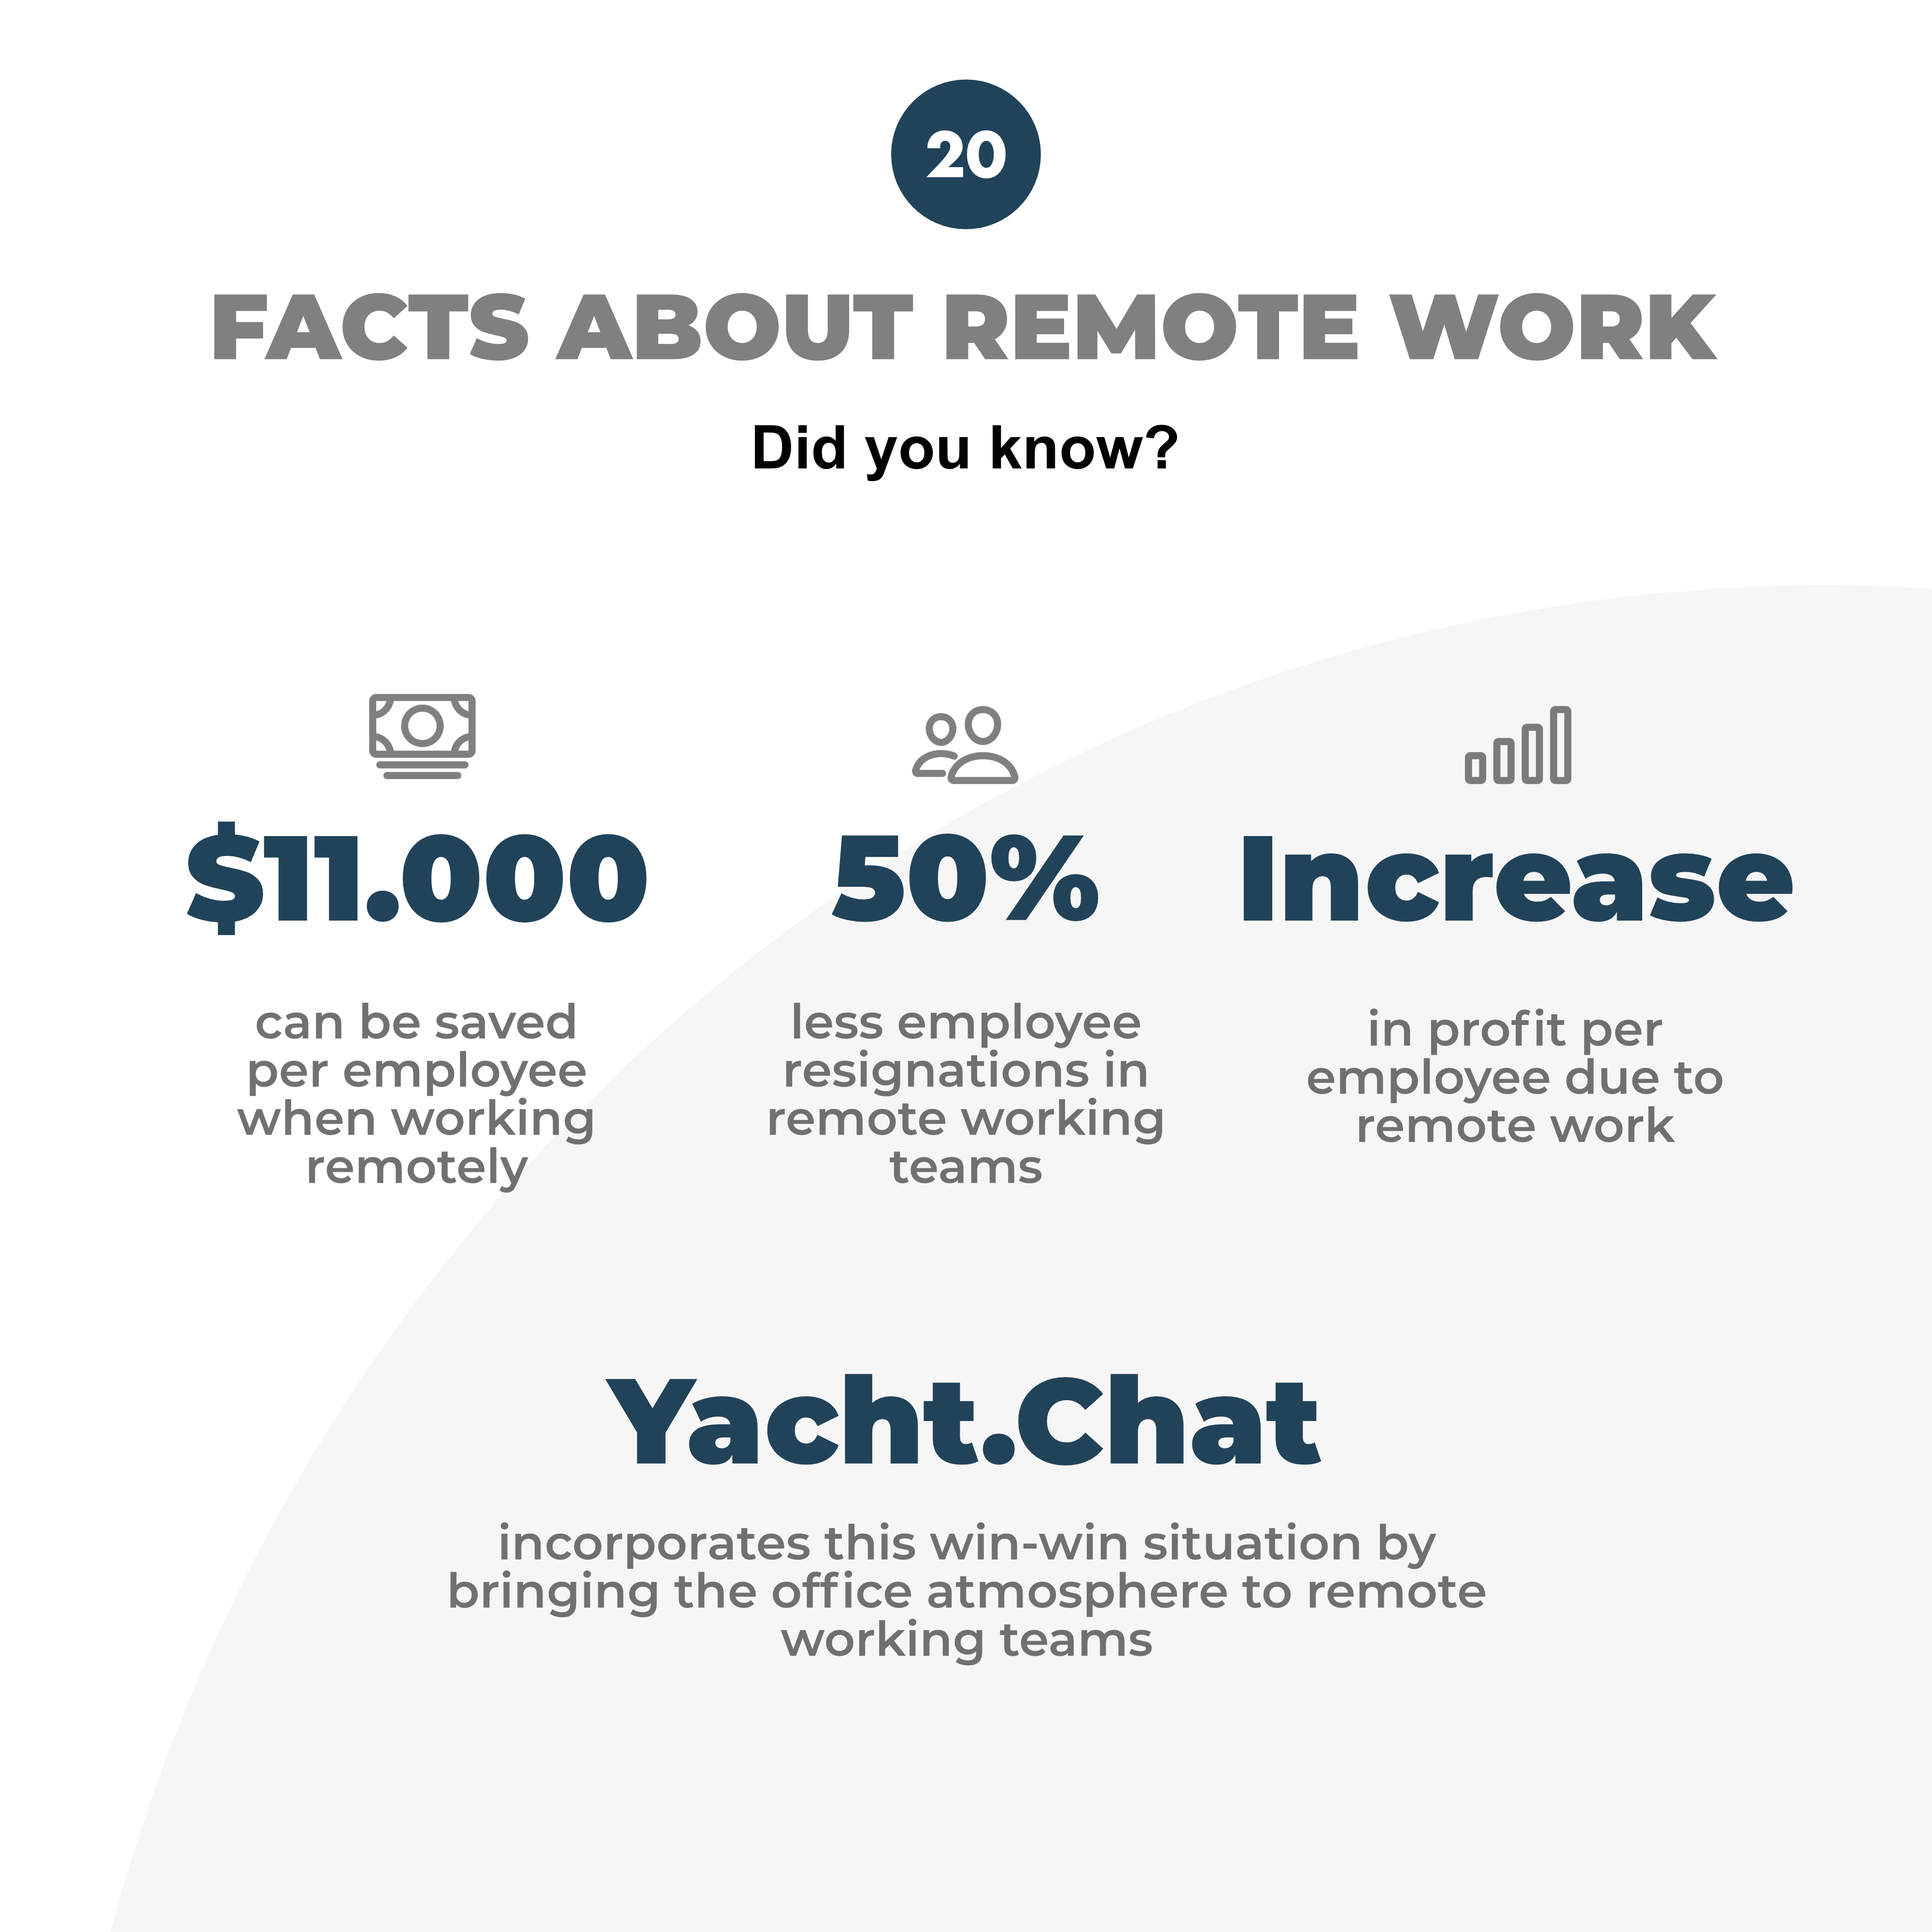 20
FACTS ABOUT REMOTE WORK
Did you know?
$11.000
can be saved
per employee
when working
remotely
50%
less employee
resignations in
remote working
teams
Increase
in profit per
employee due to
remote work
Yacht.Chat
incorporates this win-win situation by
bringing the office atmosphere to remote
working teams